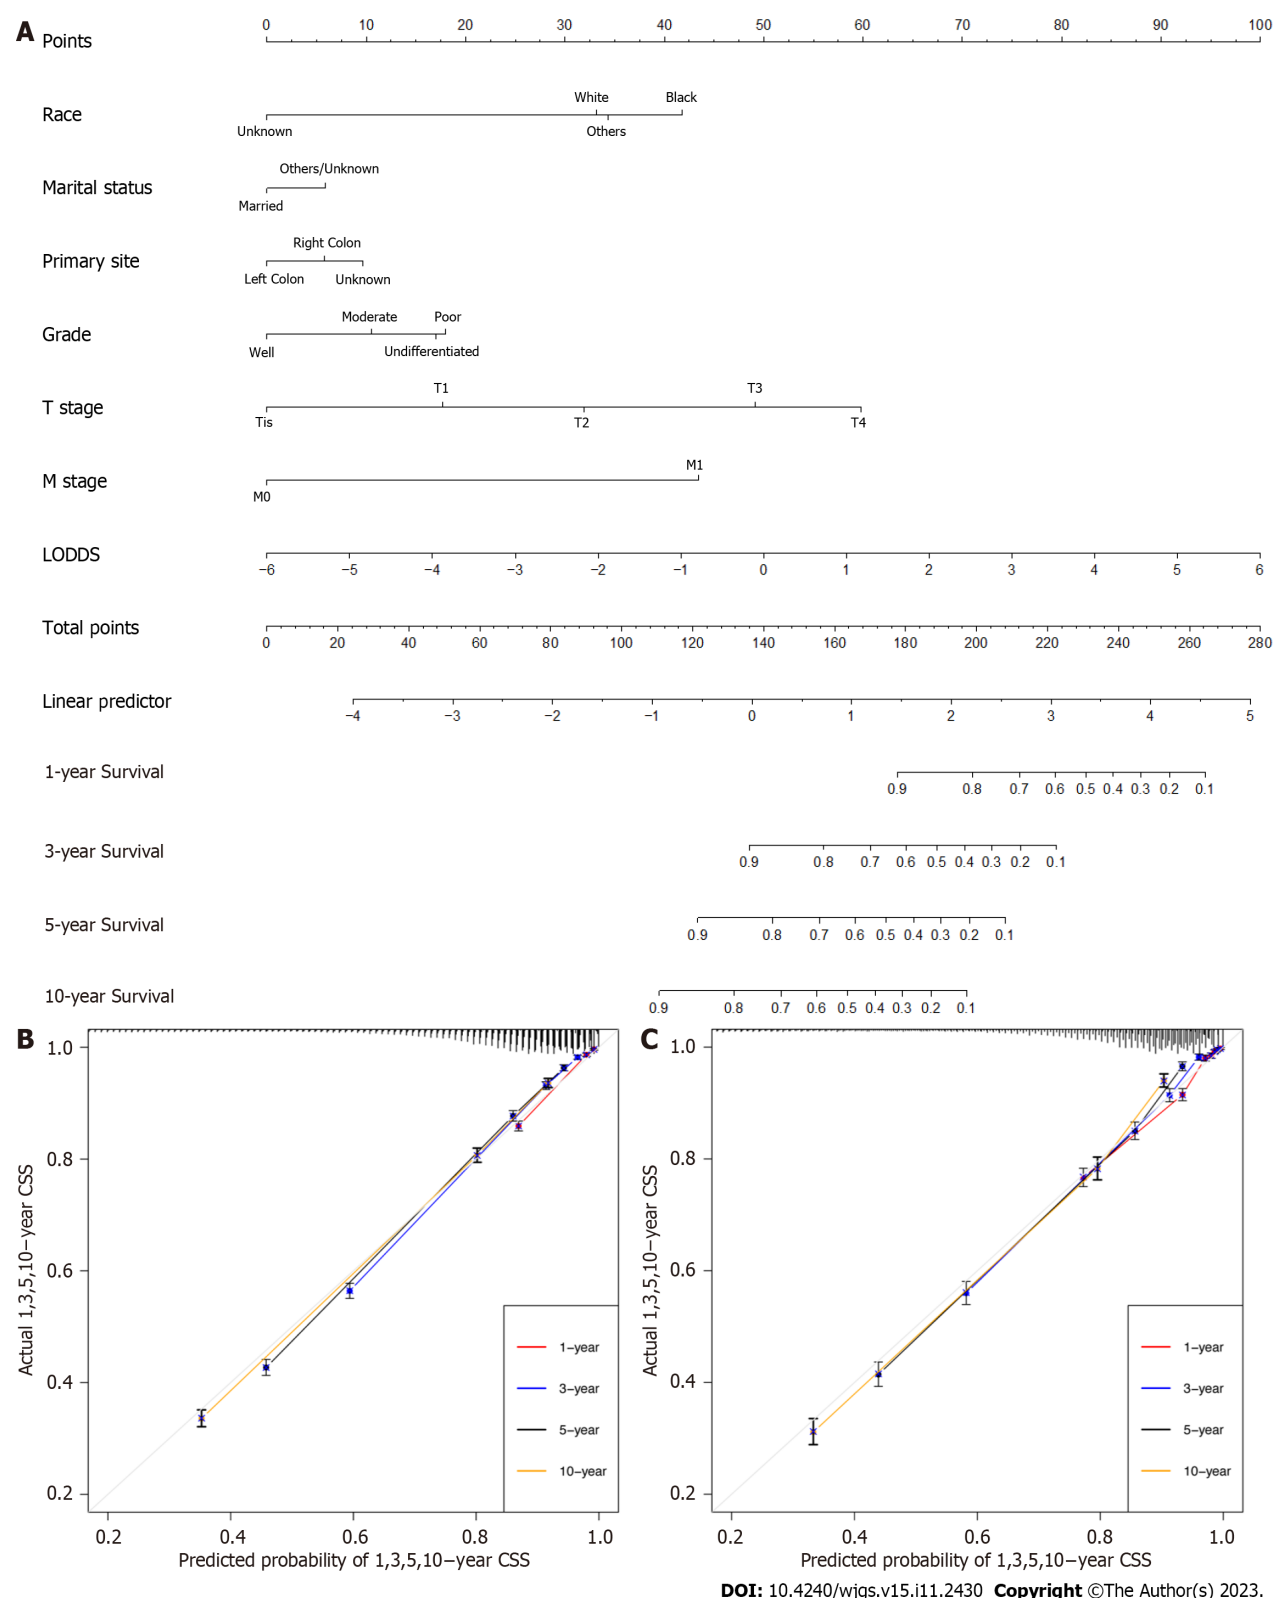 A
0 10 20 30 40 50 60 70 80 90 100
Points
White Black
Race
Unknown Others
Others/Unknown
Marital status
Married
Right Colon
Primary site
Left Colon Unknown
Moderate Poor
Grade
Well Undifferentiated
T1 T3
T stage
Tis T2 T4
M1
M stage
M0
LODDS
−6 −5 −4 −3 −2 −1 0 1 2 3 4 5 6
Total points
0 20 40 60 80 100 120 140 160 180 200 220 240 260 280
Linear predictor
−4 −3 −2 −1 0 1 2 3 4 5
1-year Survival
0.9 0.8 0.7 0.6 0.5 0.4 0.3 0.2 0.1
3-year Survival
0.9 0.8 0.7 0.6 0.5 0.4 0.3 0.2 0.1
5-year Survival
0.9 0.8 0.7 0.6 0.5 0.4 0.3 0.2 0.1
10-year Survival
0.9 0.8 0.7 0.6 0.5 0.4 0.3 0.2 0.1
B
1.0
0.8
0.6
0.4
0.2
Actual 1,3,5,10−year CSS
1−year
3−year
5−year
10−year
0.2 0.4 0.6 0.8 1.0
Predicted probability of 1,3,5,10−year CSS
C
1.0
0.8
0.6
0.4
0.2
Actual 1,3,5,10−year CSS
1−year
3−year
5−year
10−year
0.2 0.4 0.6 0.8 1.0
Predicted probability of 1,3,5,10−year CSS
DOI: 10.4240/wjgs.v15.i11.2430 Copyright ©The Author(s) 2023.